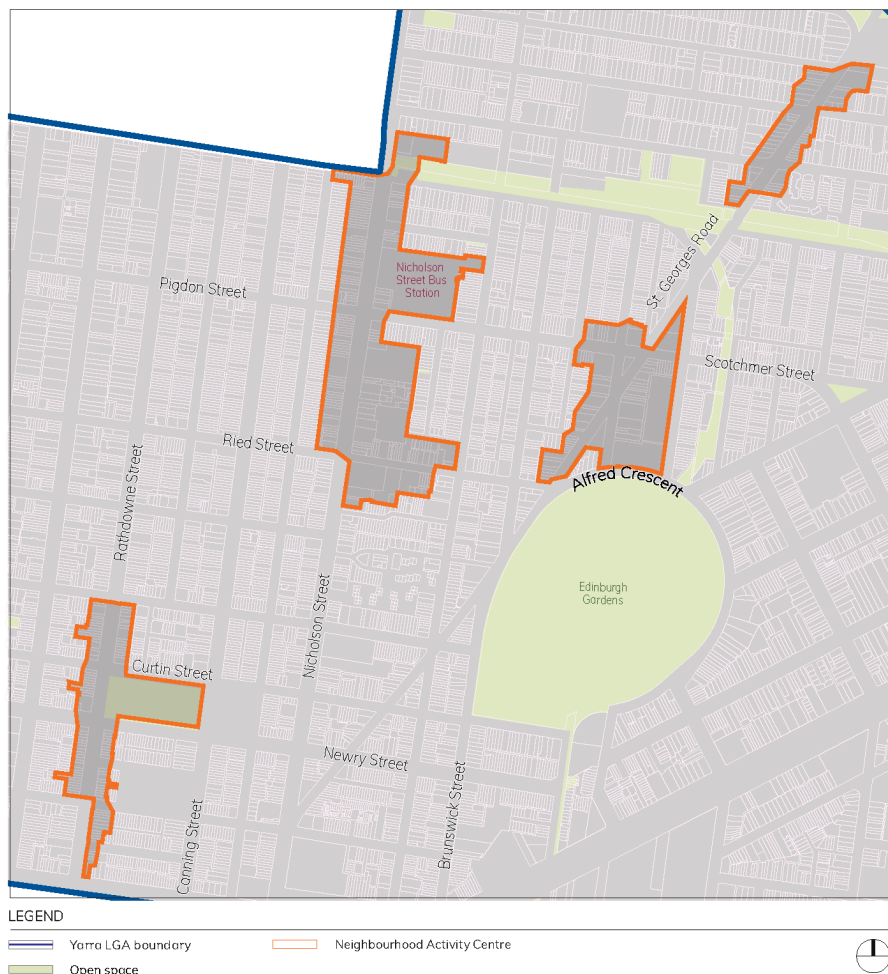 St. Georges Road
Nicholson
Street Bus
Station
Pigdon Street
Scotchmer Street
Ried Street
Rathdowne Street
Alfred Crescent
Edinburgh
Gardens
Nicholson Street
Curtin Street
Newry Street
Brunswick Street
Canning Street
LEGEND
Yarra LGA boundary
Neighbourhood Activity Centre
Open space